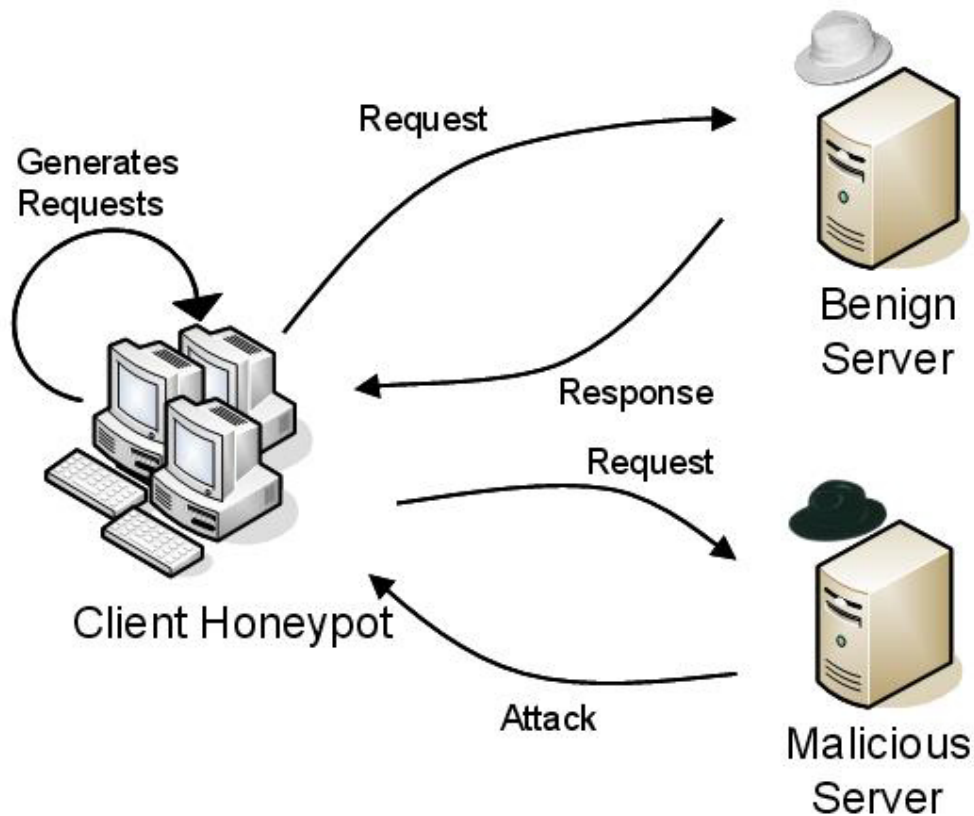 Request
Generates
Requests
Benign
Server
Response
Request
Client Honeypot
Attack
Malicious
Server